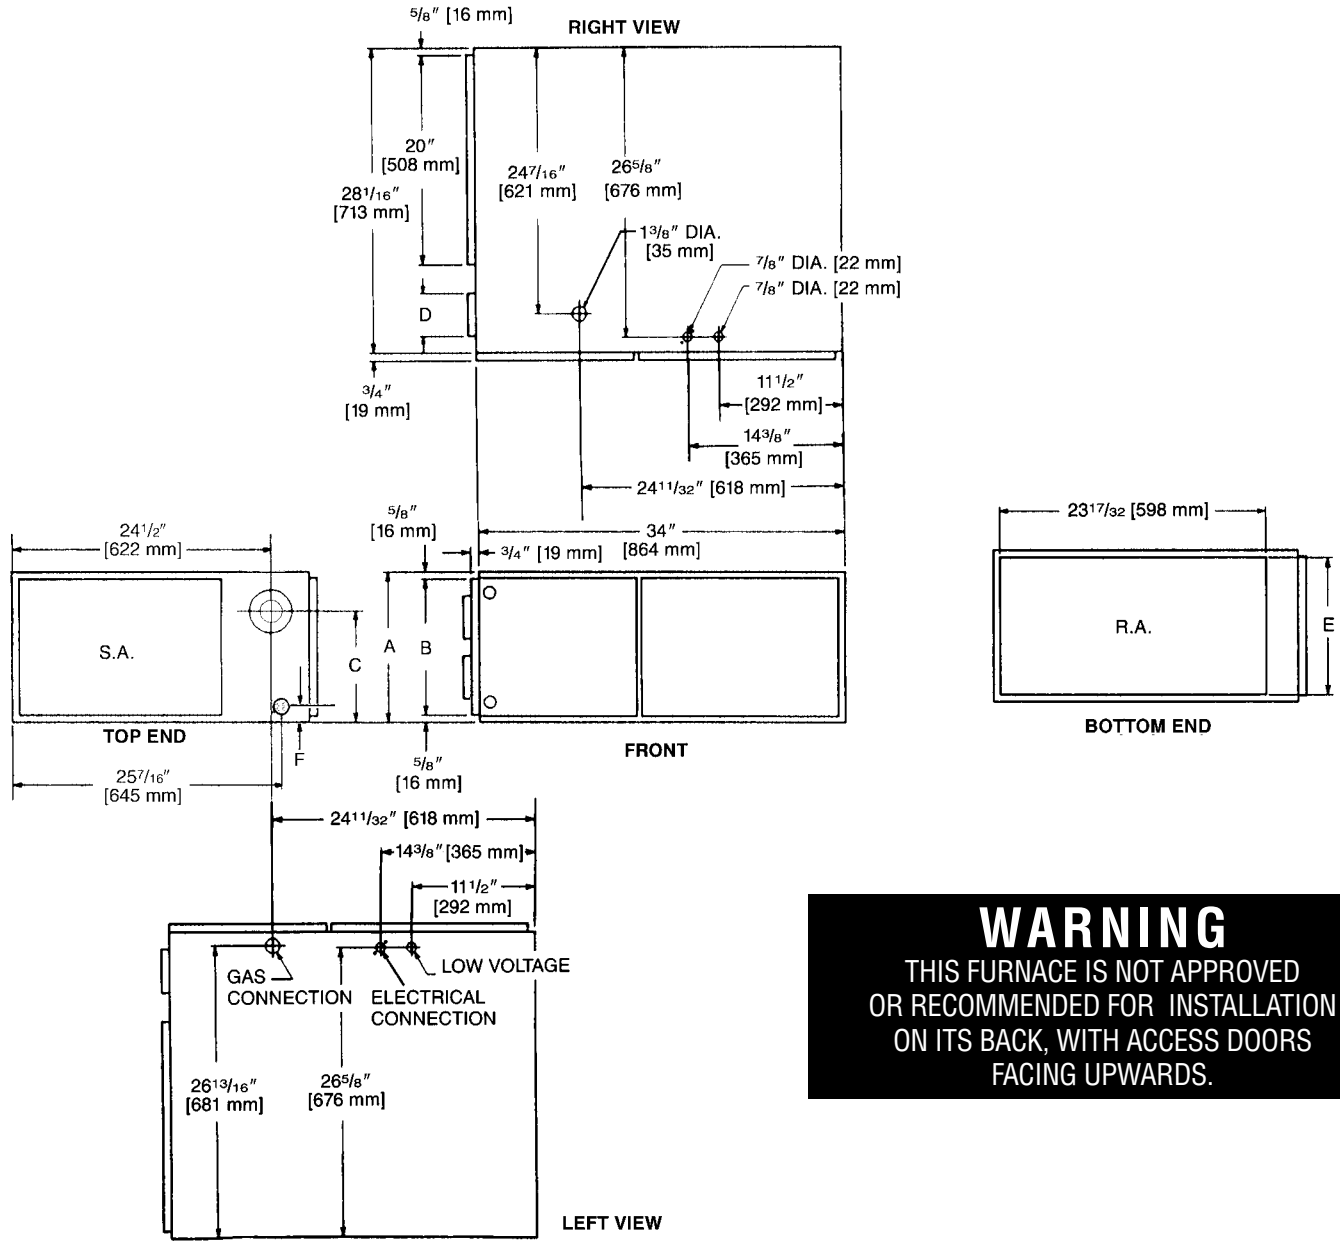 5/8" [16 mm]
RIGHT VIEW
20"
[508 mm]
28 1/16"
[713 mm]
24 7/16"
[621 mm]
26 5/8"
[676 mm]
1 3/8" DIA.
[35 mm]
7/8" DIA. [22 mm]
7/8" DIA. [22 mm]
D
3/4"
[19 mm]
11 1/2"
[292 mm]
14 3/8"
[365 mm]
24 11/32" [618 mm]
24 1/2"
[622 mm]
5/8"
[16 mm]
34"
[864 mm]
3/4" [19 mm]
23 17/32 [598 mm]
S.A.
C
A
B
R.A.
E
TOP END
F
FRONT
BOTTOM END
25 7/16"
[645 mm]
5/8"
[16 mm]
24 11/32" [618 mm]
14 3/8" [365 mm]
11 1/2"
[292 mm]
GAS
CONNECTION
LOW VOLTAGE
ELECTRICAL
CONNECTION
26 13/16"
[681 mm]
26 5/8"
[676 mm]
LEFT VIEW
WARNING
THIS FURNACE IS NOT APPROVED
OR RECOMMENDED FOR INSTALLATION
ON ITS BACK, WITH ACCESS DOORS
FACING UPWARDS.